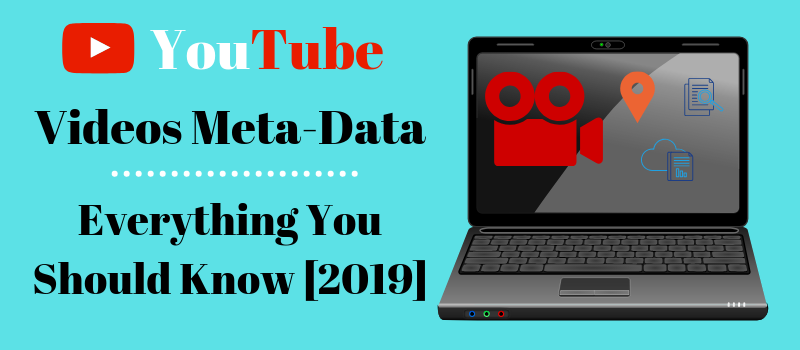 YouTube
Videos Meta-Data
Everything You
Should Know [2019]